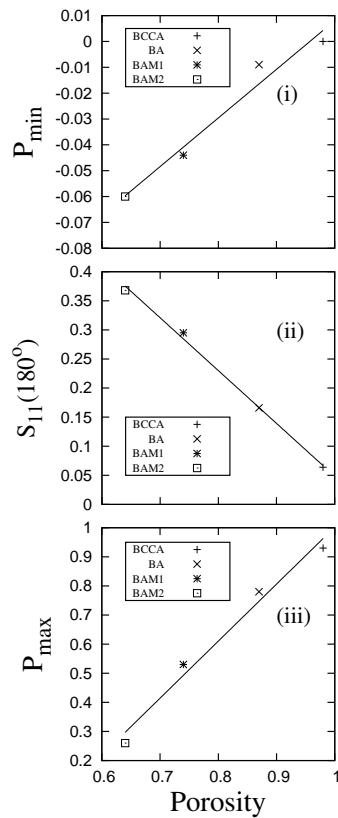 BCCA
BA
BAM1
BAM2
0.01
0
-0.01
-0.02
-0.03
-0.04
-0.05
-0.06
-0.07
-0.08
P_min
(i)
0.4
0.35
0.3
0.25
0.2
0.15
0.1
0.05
0
S_11(180°)
(ii)
BCCA
BA
BAM1
BAM2
1
0.9
0.8
0.7
0.6
0.5
0.4
0.3
0.2
P_max
BCCA
BA
BAM1
BAM2
(iii)
0.6 0.7 0.8 0.9 1
Porosity